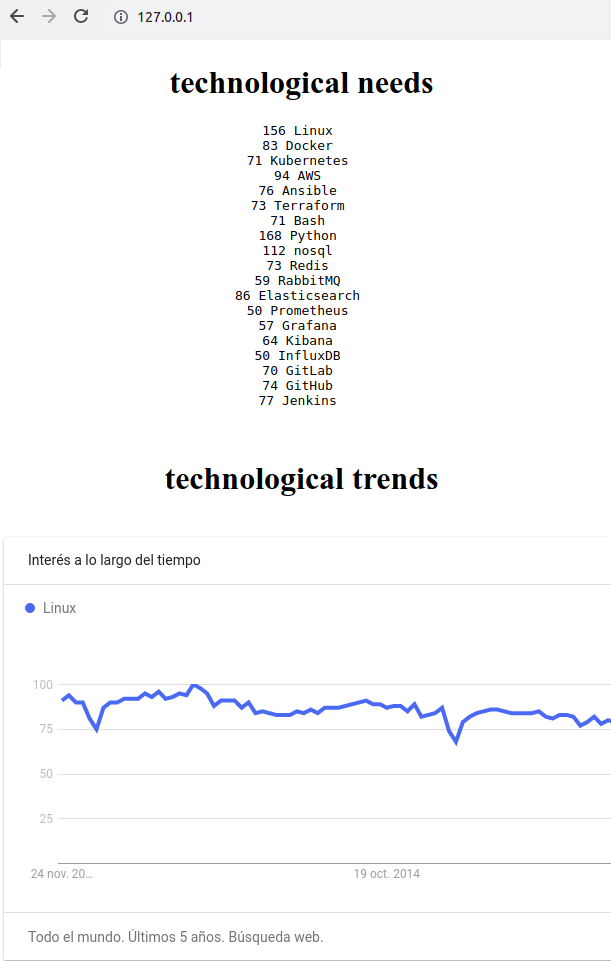 127.0.0.1
technological needs
156 Linux
83 Docker
71 Kubernetes
94 AWS
76 Ansible
73 Terraform
71 Bash
168 Python
112 nosql
73 Redis
59 RabbitMQ
86 Elasticsearch
50 Prometheus
57 Grafana
64 Kibana
50 InfluxDB
70 GitLab
74 GitHub
77 Jenkins
technological trends
Interés a lo largo del tiempo
Linux
100
75
50
25
24 nov. 20... 19 oct. 2014
Todo el mundo. Últimos 5 años. Búsqueda web.